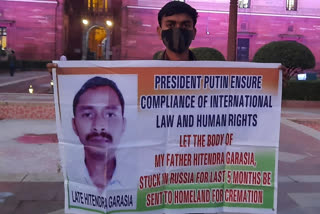 PRESIDENT PUTIN ENSURE
COMPLIANCE OF INTERNATIONAL
LAW AND HUMAN RIGHTS
LET THE BODY OF
MY FATHER HITENDRA GARASIA,
STUCK IN RUSSIA FOR LAST 5 MONTHS BE
SENT TO HOMELAND FOR CREMATION
LATE HITENDRA GARASIA